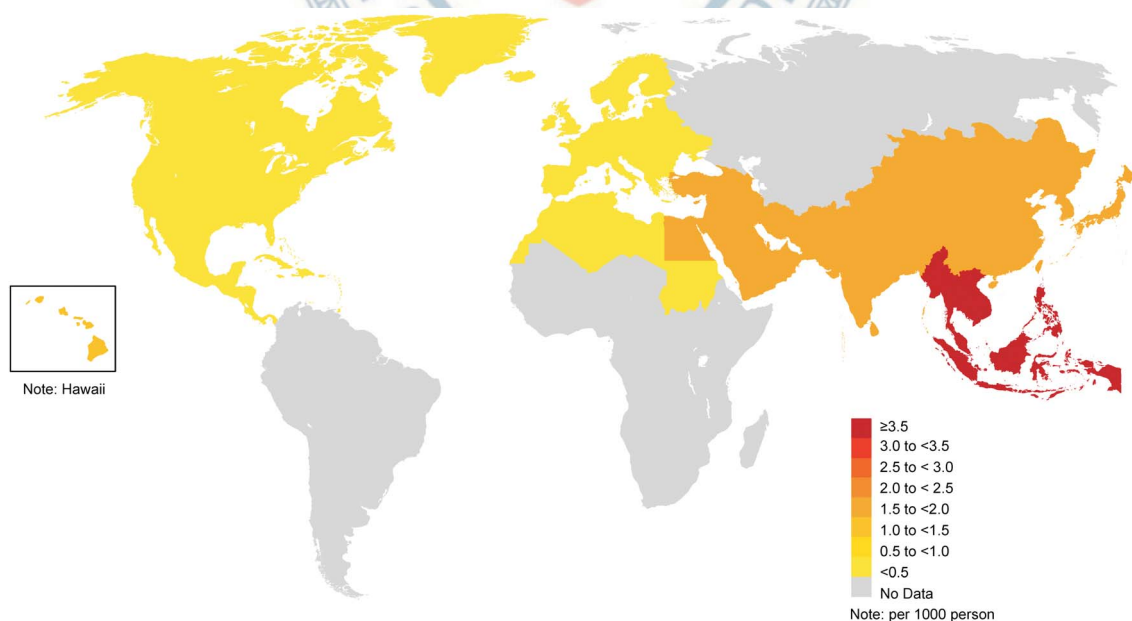 Note: Hawaii
≥3.5
3.0 to <3.5
2.5 to < 3.0
2.0 to < 2.5
1.5 to <2.0
1.0 to <1.5
0.5 to <1.0
<0.5
No Data
Note: per 1000 person